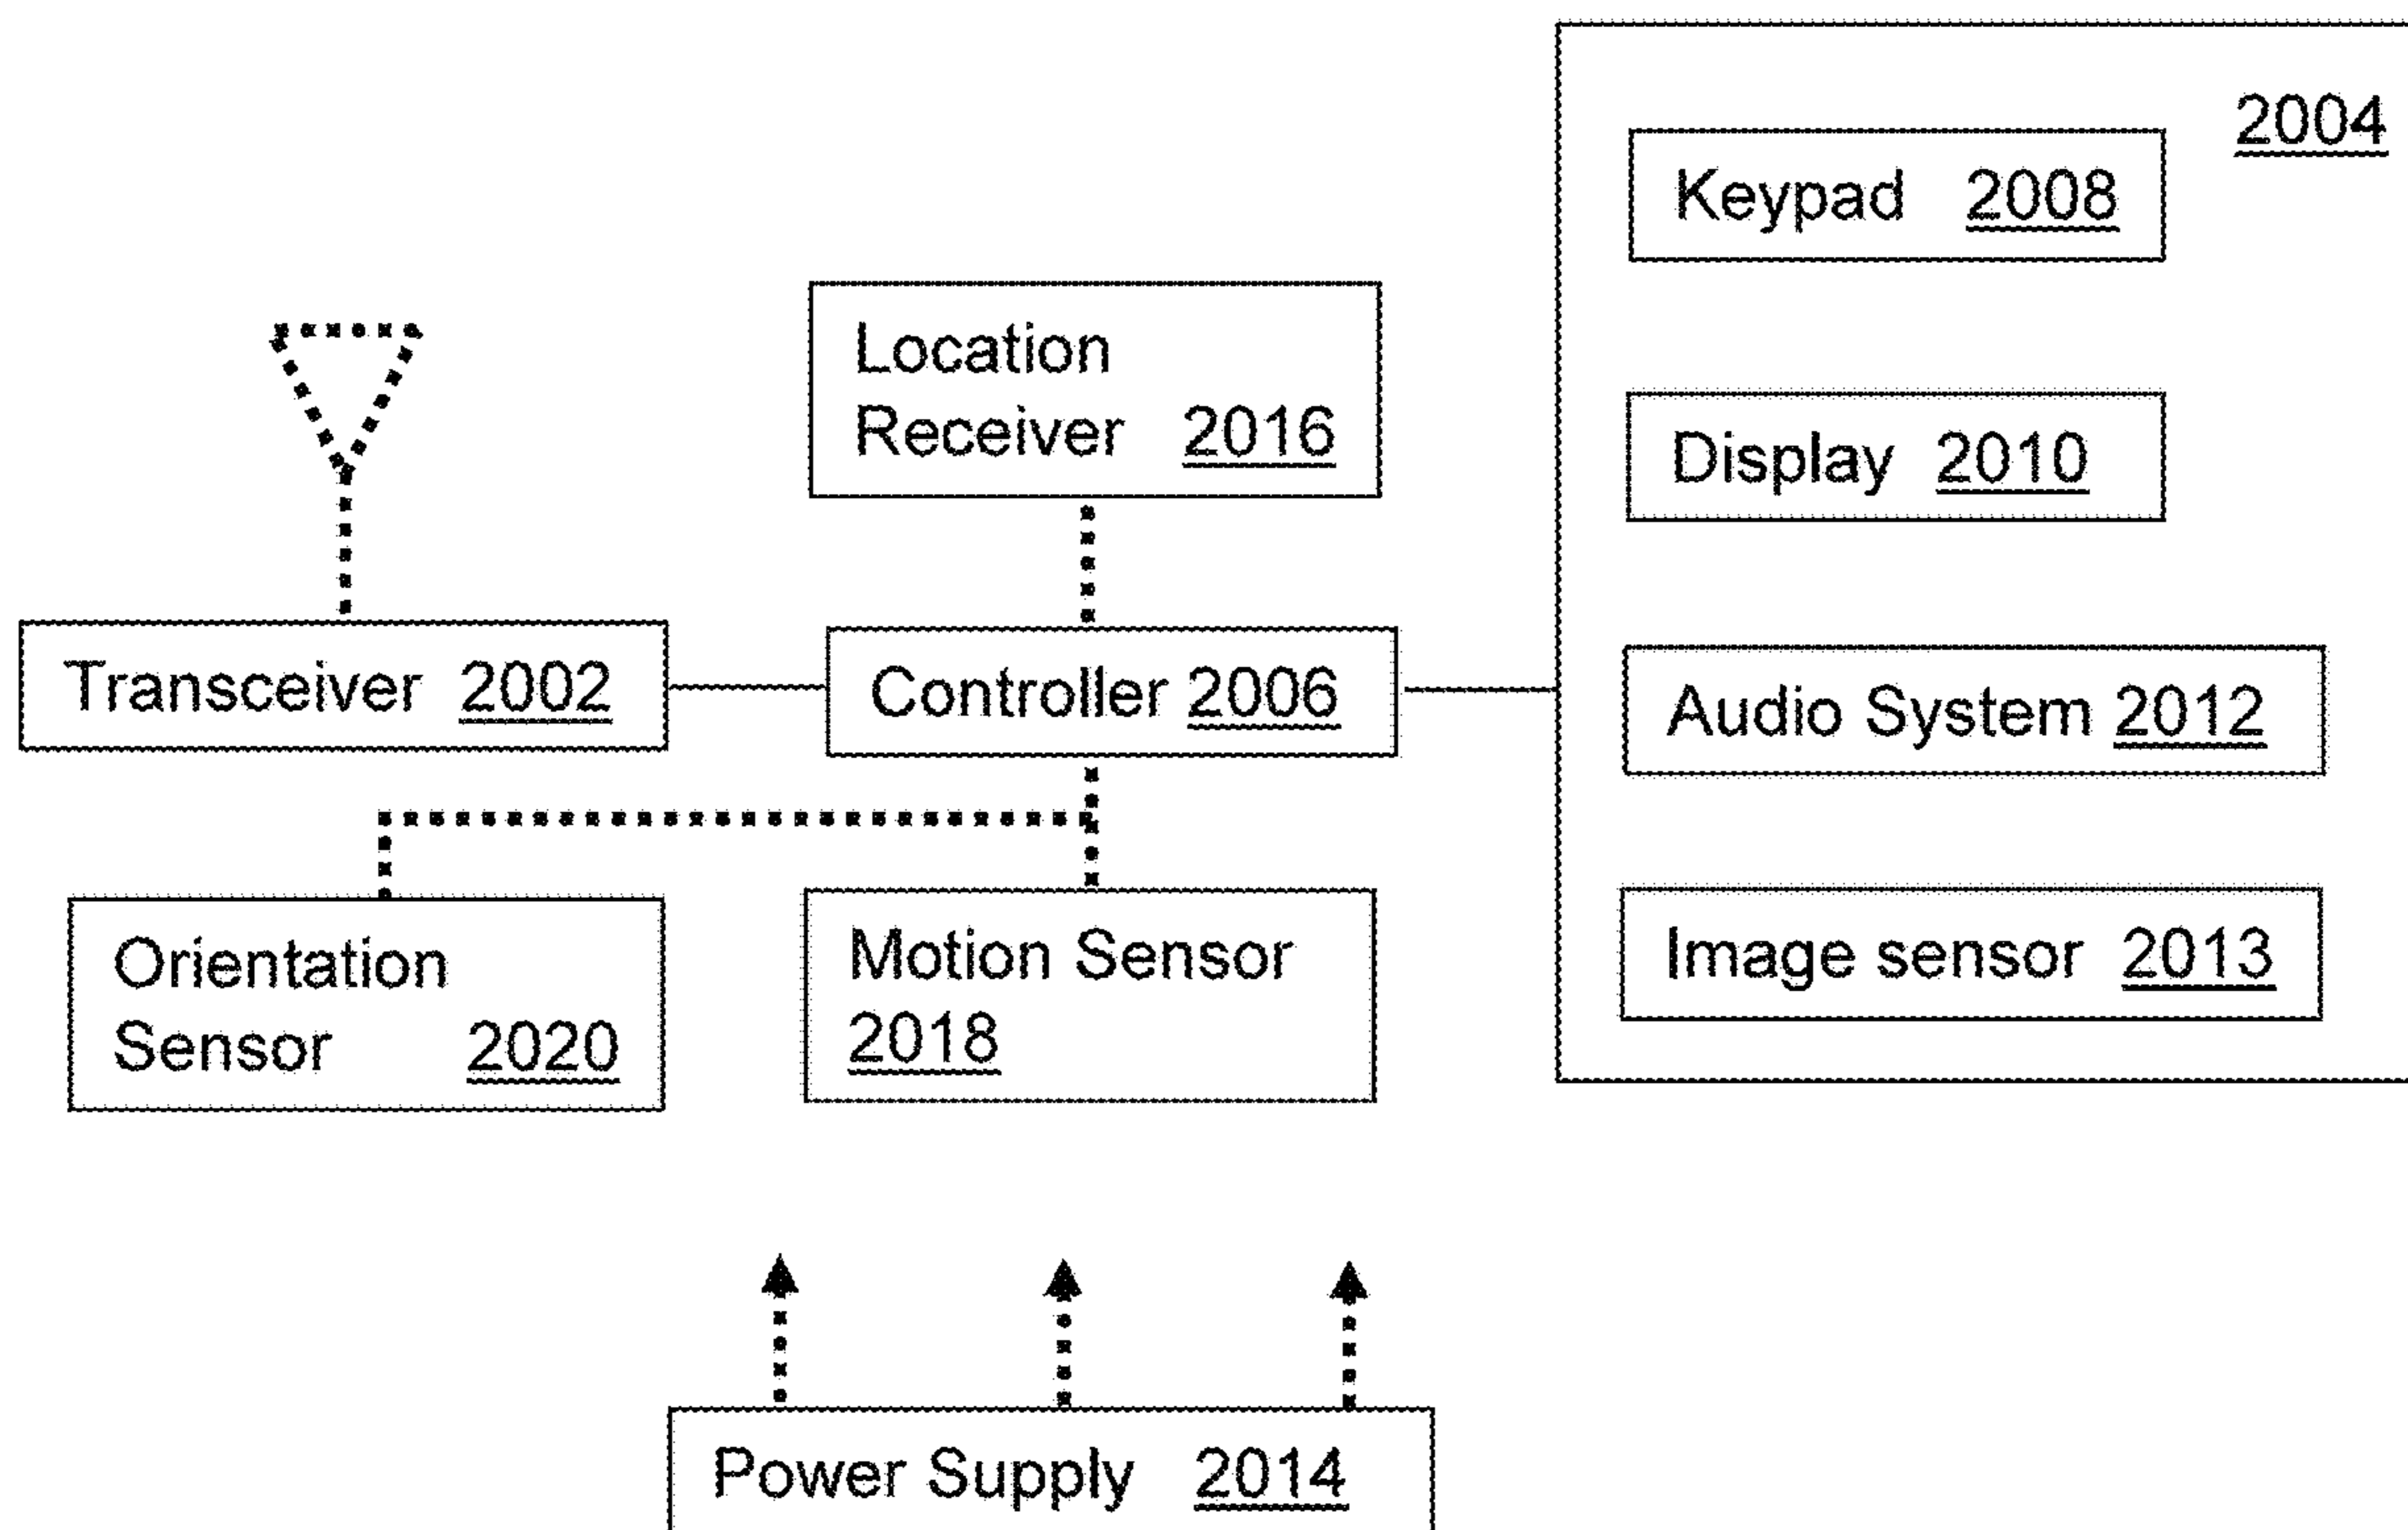 2004
Keypad 2008
Location
Receiver 2016
Display 2010
Transceiver 2002
Controller 2006
Audio System 2012
Orientation
Sensor 2020
Motion Sensor
2018
Image sensor 2013
Power Supply 2014